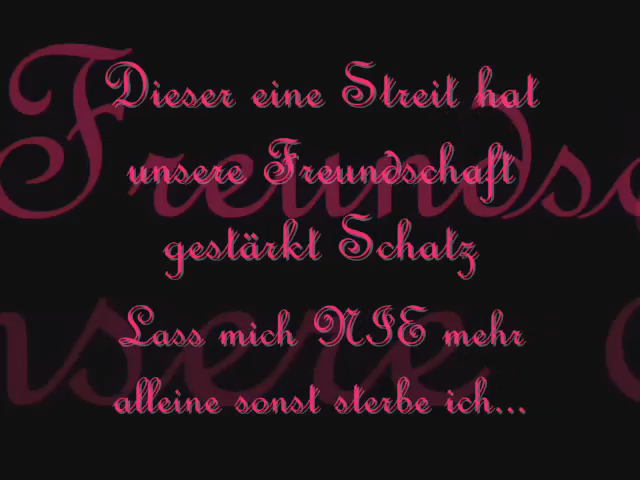 Dieser eine Streit hat
unsere Freundschaft
gestärkt Schatz
Lass mich NIE mehr
alleine sonst sterbe ich...